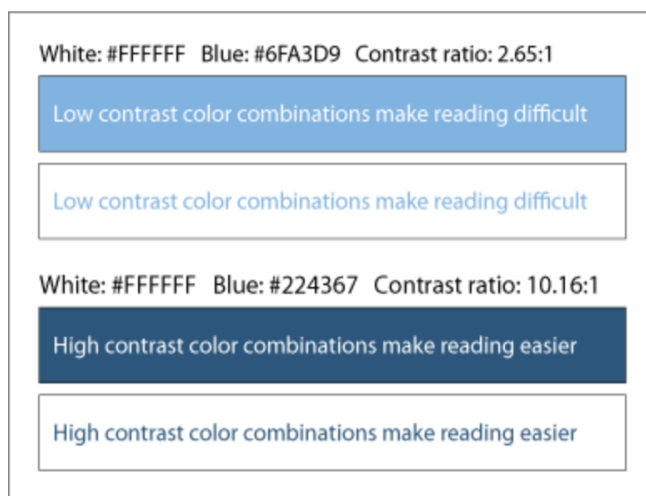 White: #FFFFFF   Blue: #6FA3D9   Contrast ratio: 2.65:1
Low contrast color combinations make reading difficult
Low contrast color combinations make reading difficult
White: #FFFFFF   Blue: #224367   Contrast ratio: 10.16:1
High contrast color combinations make reading easier
High contrast color combinations make reading easier